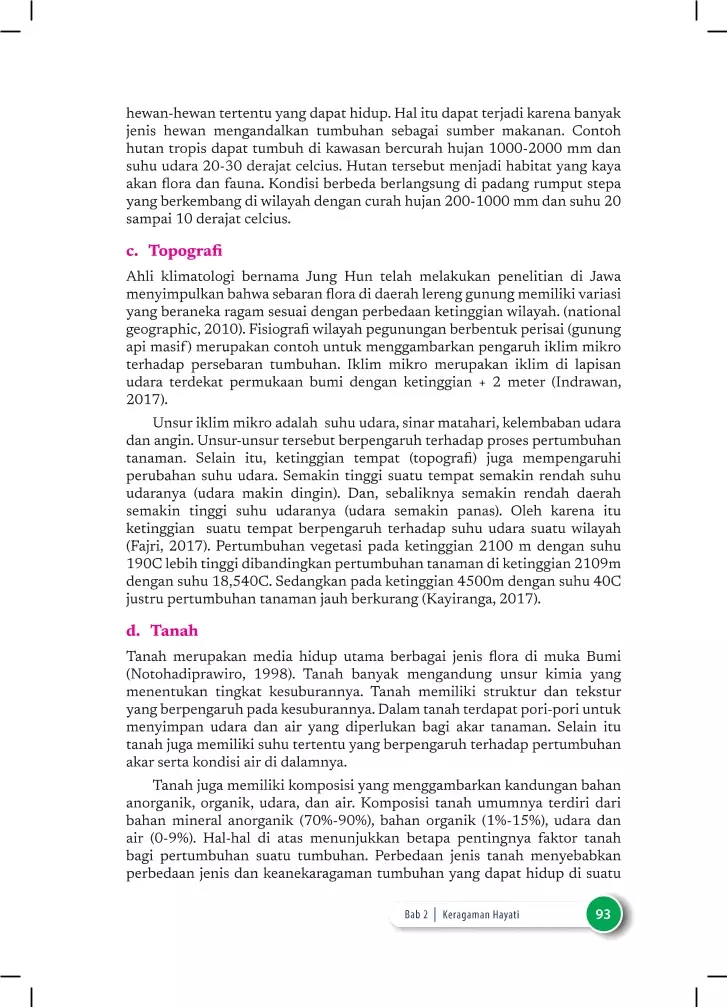 hewan-hewan tertentu yang dapat hidup. Hal itu dapat terjadi karena banyak
jenis hewan mengandalkan tumbuhan sebagai sumber makanan. Contoh
hutan tropis dapat tumbuh di kawasan bercurah hujan 1000-2000 mm dan
suhu udara 20-30 derajat celcius. Hutan tersebut menjadi habitat yang kaya
akan flora dan fauna. Kondisi berbeda berlangsung di padang rumput stepa
yang berkembang di wilayah dengan curah hujan 200-1000 mm dan suhu 20
sampai 10 derajat celcius.
c. Topografi
Ahli klimatologi bernama Jung Hun telah melakukan penelitian di Jawa
menyimpulkan bahwa sebaran flora di daerah lereng gunung memiliki variasi
yang beraneka ragam sesuai dengan perbedaan ketinggian wilayah. (national
geographic, 2010). Fisiografi wilayah pegunungan berbentuk perisai (gunung
api masif) merupakan contoh untuk menggambarkan pengaruh iklim mikro
terhadap persebaran tumbuhan. Iklim mikro merupakan iklim di lapisan
udara terdekat permukaan bumi dengan ketinggian + 2 meter (Indrawan,
2017).
Unsur iklim mikro adalah suhu udara, sinar matahari, kelembaban udara
dan angin. Unsur-unsur tersebut berpengaruh terhadap proses pertumbuhan
tanaman. Selain itu, ketinggian tempat (topografi) juga mempengaruhi
perubahan suhu udara. Semakin tinggi suatu tempat semakin rendah suhu
udaranya (udara makin dingin). Dan, sebaliknya semakin rendah daerah
semakin tinggi suhu udaranya (udara semakin panas). Oleh karena itu
ketinggian suatu tempat berpengaruh terhadap suhu udara suatu wilayah
(Fajri, 2017). Pertumbuhan vegetasi pada ketinggian 2100 m dengan suhu
190C lebih tinggi dibandingkan pertumbuhan tanaman di ketinggian 2109m
dengan suhu 18,540C. Sedangkan pada ketinggian 4500m dengan suhu 40C
justru pertumbuhan tanaman jauh berkurang (Kayiranga, 2017).
d. Tanah
Tanah merupakan media hidup utama berbagai jenis flora di muka Bumi
(Notohadiprawiro, 1998). Tanah banyak mengandung unsur kimia yang
menentukan tingkat kesuburannya. Tanah memiliki struktur dan tekstur
yang berpengaruh pada kesuburannya. Dalam tanah terdapat pori-pori untuk
menyimpan udara dan air yang diperlukan bagi akar tanaman. Selain itu
tanah juga memiliki suhu tertentu yang berpengaruh terhadap pertumbuhan
akar serta kondisi air di dalamnya.
Tanah juga memiliki komposisi yang menggambarkan kandungan bahan
anorganik, organik, udara, dan air. Komposisi tanah umumnya terdiri dari
bahan mineral anorganik (70%-90%), bahan organik (1%-15%), udara dan
air (0-9%). Hal-hal di atas menunjukkan betapa pentingnya faktor tanah
bagi pertumbuhan suatu tumbuhan. Perbedaan jenis tanah menyebabkan
perbedaan jenis dan keanekaragaman tumbuhan yang dapat hidup di suatu
Bab 2 | Keragaman Hayati 93